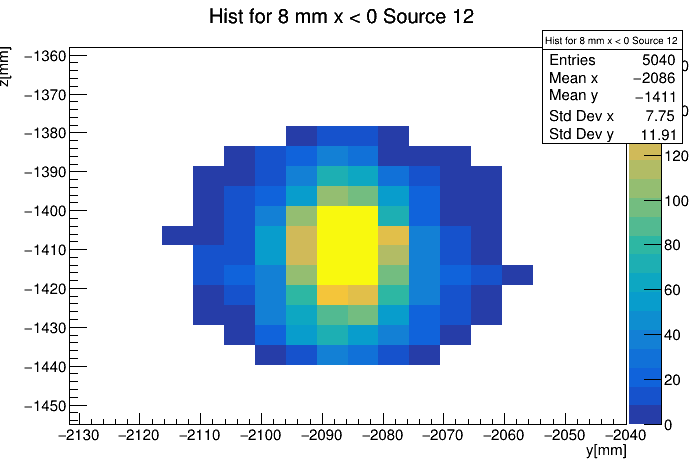 Hist for 8 mm x < 0 Source 12
z[mm]
Hist for 8 mm x < 0 Source 12
Entries 5040
Mean x −2086
Mean y −1411
Std Dev x 7.75
Std Dev y 11.91
−1360
−1370
−1380
−1390
−1400
−1410
−1420
−1430
−1440
−1450
0
0
120
100
80
60
40
20
0
−2130 −2120 −2110 −2100 −2090 −2080 −2070 −2060 −2050 −2040
y[mm]